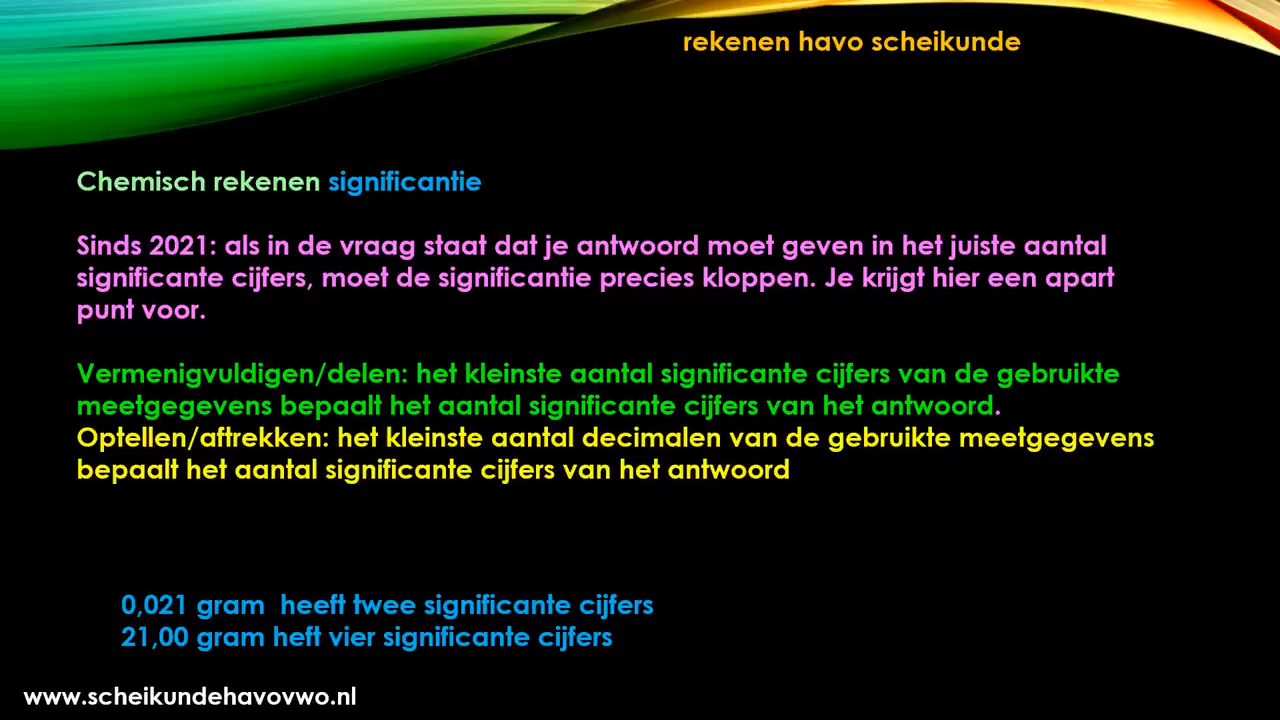 rekenen havo scheikunde
Chemisch rekenen significantie
Sinds 2021: als in de vraag staat dat je antwoord moet geven in het juiste aantal
significante cijfers, moet de significantie precies kloppen. Je krijgt hier een apart
punt voor.
Vermenigvuldigen/delen: het kleinste aantal significante cijfers van de gebruikte
meetgegevens bepaalt het aantal significante cijfers van het antwoord.
Optellen/aftrekken: het kleinste aantal decimalen van de gebruikte meetgegevens
bepaalt het aantal significante cijfers van het antwoord
0,021 gram  heeft twee significante cijfers
21,00 gram heft vier significante cijfers
www.scheikundehavovwo.nl